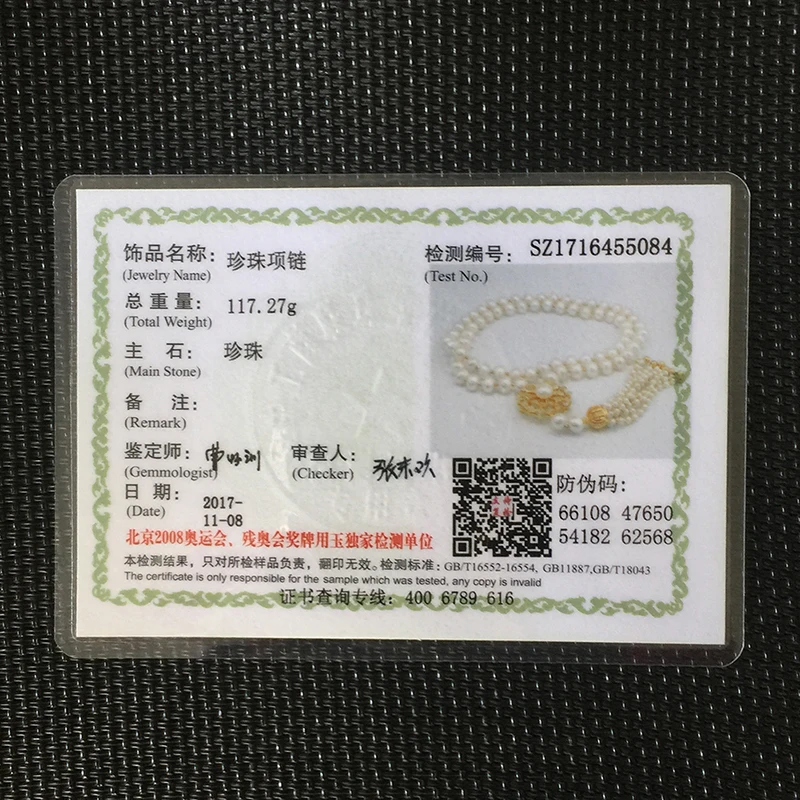 饰品名称：珍珠项链
(Jewelry Name)
检测编号：SZ1716455084
(Test No.)
总重量：117.27g
(Total Weight)
主 石：珍珠
(Main Stone)
备 注：
(Remark)
鉴定师：
(Gemmologist)
审查人：
(Checker)
日 期：2017-
11-08
(Date)
防伪码：
66108 47650
54182 62568
北京2008奥运会、残奥会奖牌用玉独家检测单位
本检测结果，只对所检样品负责，翻印无效。检测标准：GB/T16552-16554, GB11887,GB/T18043
The certificate is only responsible for the sample which was tested, any copy is invalid
证书查询专线：400 6789 616